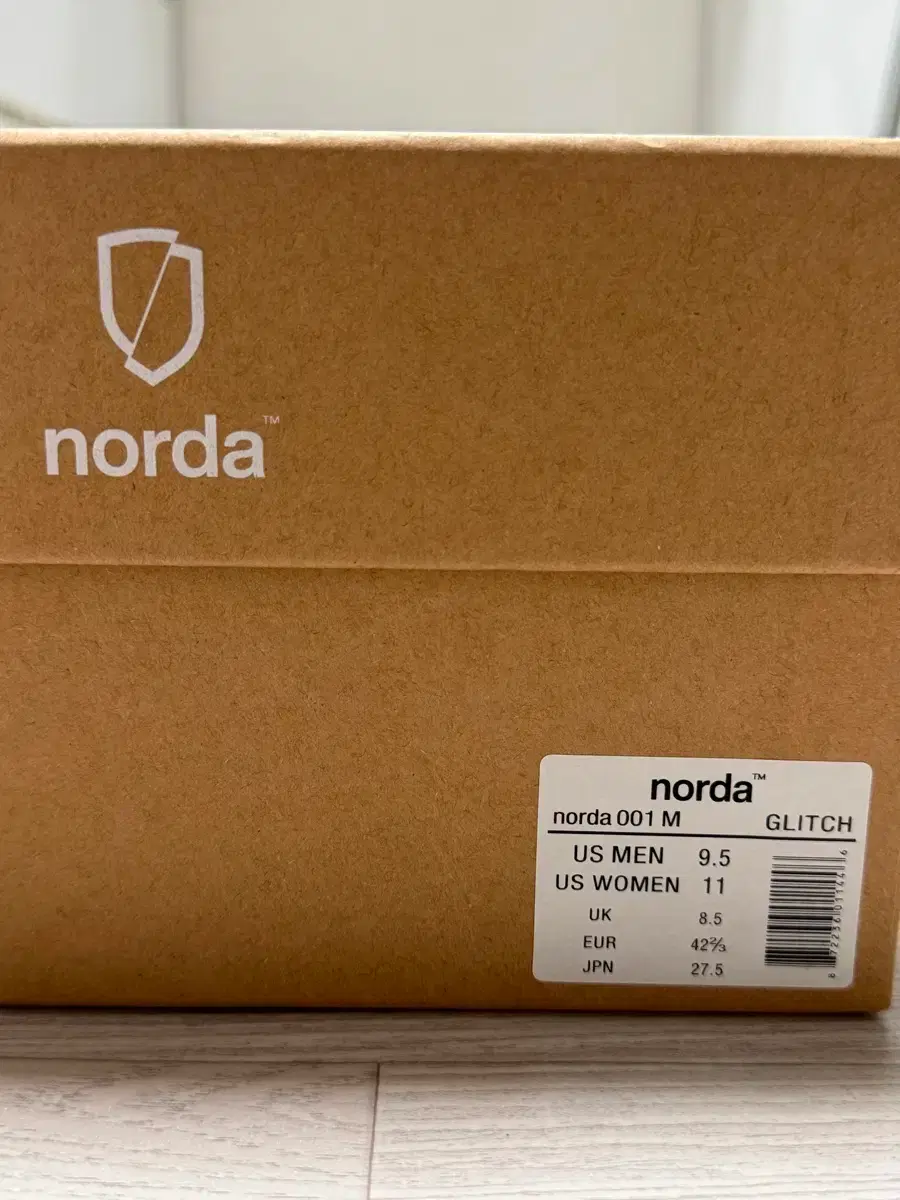 norda™
norda™
norda 001 M GLITCH
US MEN 9.5
US WOMEN 11
UK 8.5
EUR 42⅔
JPN 27.5